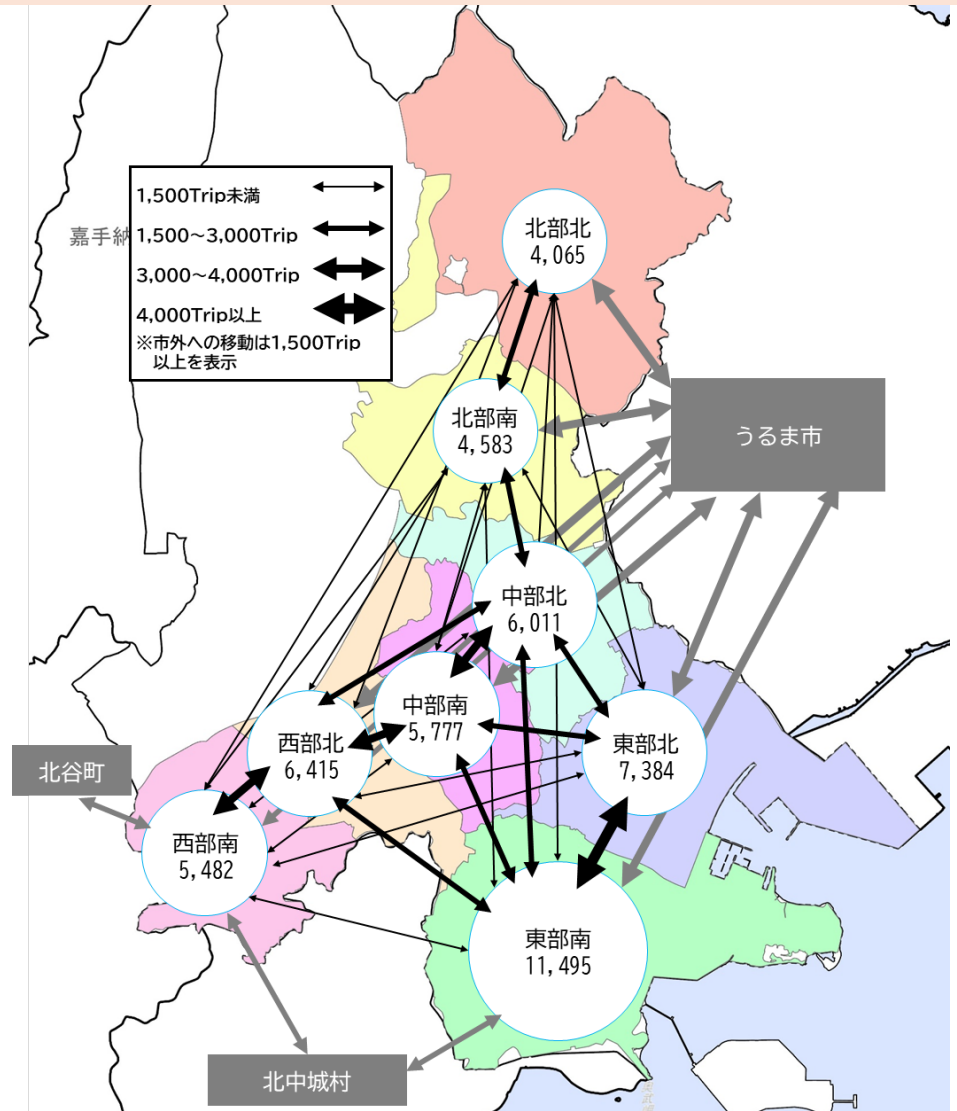 1,500Trip未満
1,500～3,000Trip
3,000～4,000Trip
4,000Trip以上
※市外への移動は1,500Trip
以上を表示
嘉手納
北部北
4,065
北部南
4,583
うるま市
中部北
6,011
中部南
5,777
西部北
6,415
東部北
7,384
北谷町
西部南
5,482
東部南
11,495
北中城村